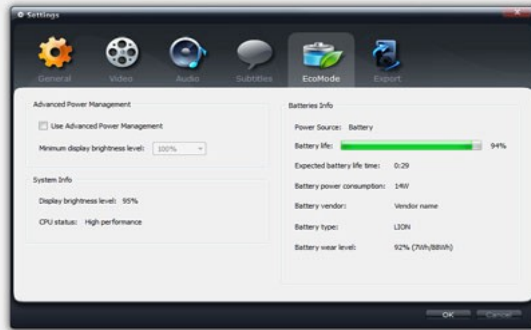 Settings
General
Video
Audio
Subtitles
EcoMode
Export
Advanced Power Management
Use Advanced Power Management
Minimum display brightness level: 100%
System Info
Display brightness level: 95%
CPU status: High performance
Batteries Info
Power Source: Battery
Battery life: 94%
Expected battery life time: 0:29
Battery power consumption: 14W
Battery vendor: Vendor name
Battery type: LION
Battery wear level: 92% (7Wh/88Wh)
OK
Cancel